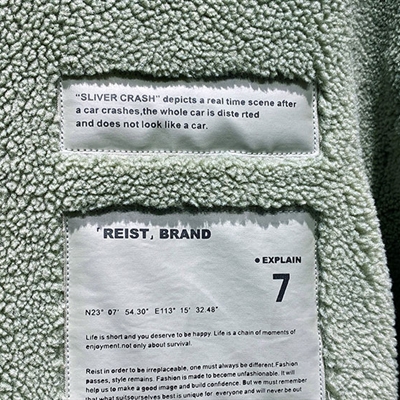 “SLIVER CRASH” depicts a real time scene after
a car crashes,the whole car is diste rted
and does not look like a car.
「REIST, BRAND
● EXPLAIN
7
N23° 07′ 54.30″ E113° 15′ 32.48″
Life is short and you deserve to be happy. Life is a chain of moments of
enjoyment.not only about survival.
Reist in order to be irreplaceable, one must always be different.Fashion
passes, style remains. Fashion is made to become unfashionable. It will
help us to make a good image and build confidence. But we must remember
that what suitsourselves best is unique for everyone and will never be out